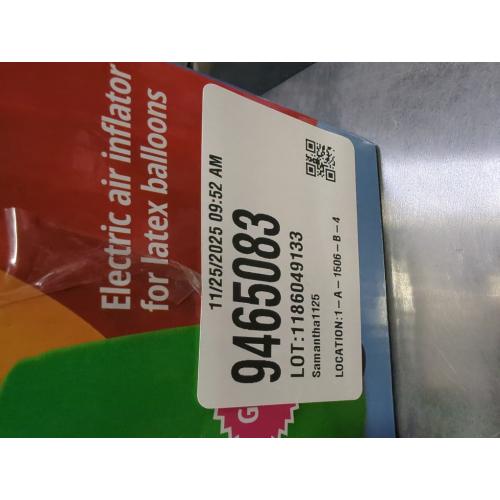 Electric air inflator
for latex balloons
11/25/2025 09:52 AM
9465083
LOT:1186049133
Samantha1125
LOCATION:1-A-1506-B-4
G